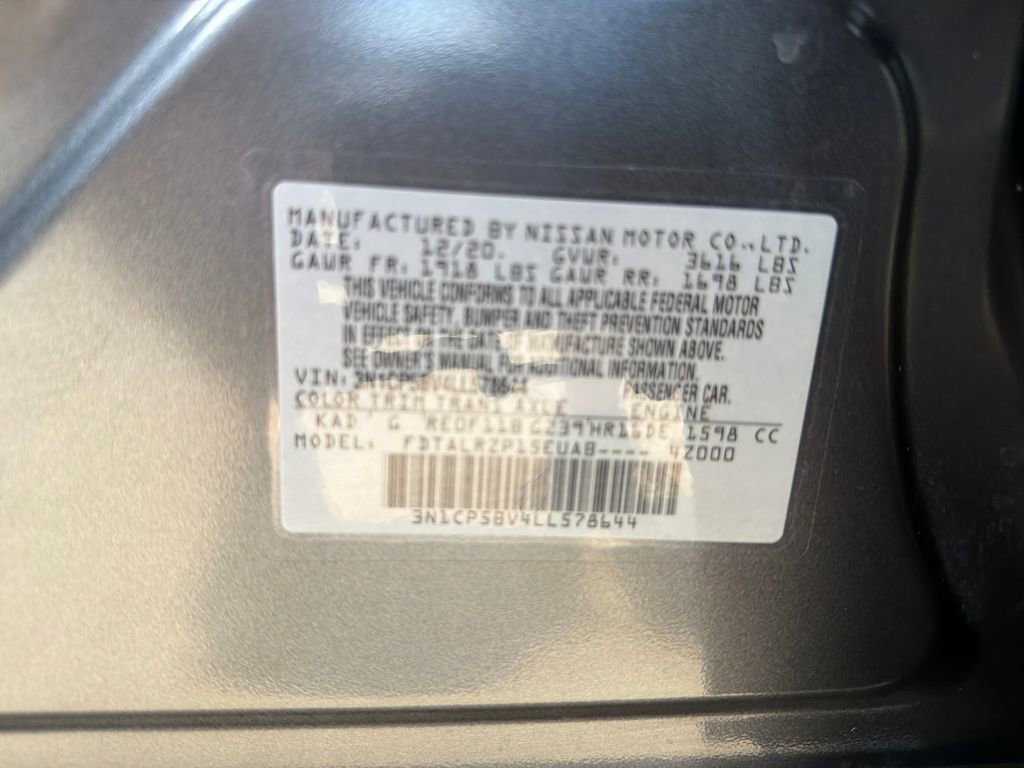 MANUFACTURED BY NISSAN MOTOR CO.,LTD.
DATE: 12/20. GVWR: 3616 LBS
GAWR FR: 1918 LBS GAWR RR: 1698 LBS
THIS VEHICLE CONFORMS TO ALL APPLICABLE FEDERAL MOTOR
VEHICLE SAFETY, BUMPER AND THEFT PREVENTION STANDARDS
IN EFFECT ON THE DATE OF MANUFACTURE SHOWN ABOVE.
SEE OWNER'S MANUAL FOR ADDITIONAL INFORMATION.
VIN: PASSENGER CAR.
COLOR TRIM TRANS AXLE ENGINE
KAD G RE0F11B HR16DE 1598 CC
MODEL: FDTALRZP15EUAB---- 4Z000
3N1CP5BV4LL578644